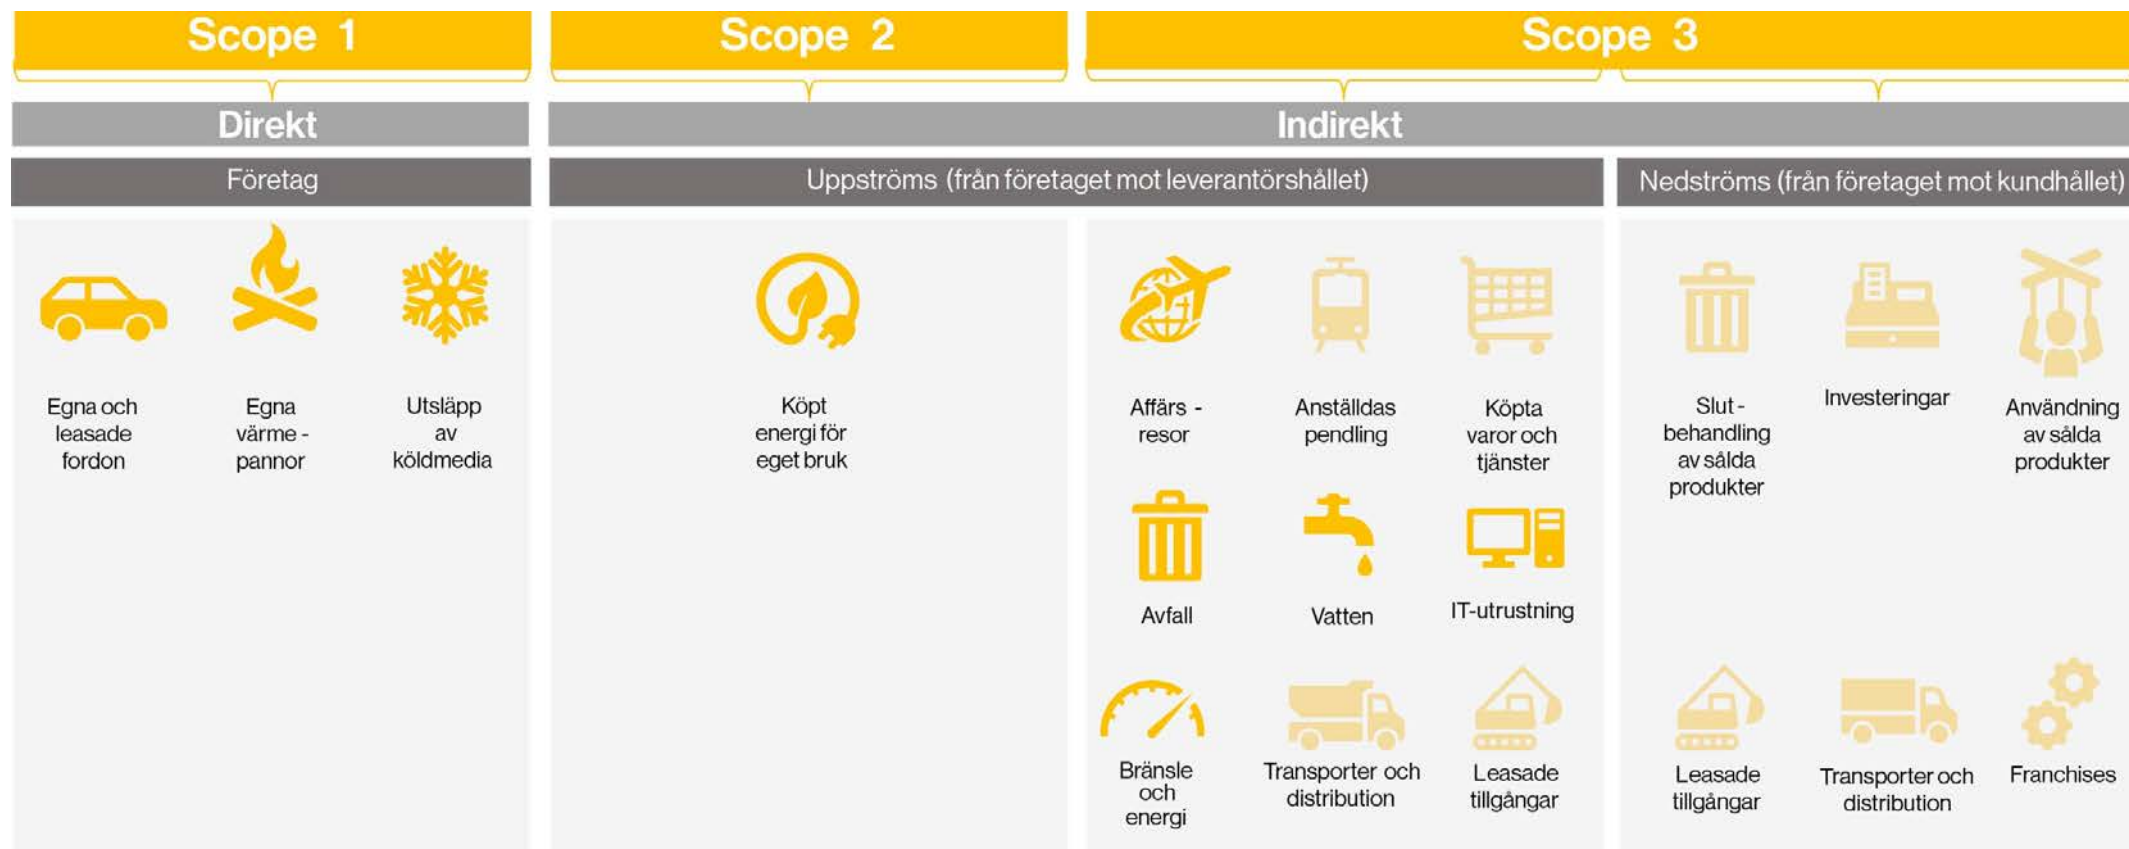 Scope 1
Scope 2
Scope 3
Direkt
Indirekt
Företag
Uppströms (från företaget mot leverantörshållet)
Nedströms (från företaget mot kundhållet)
Egna och
leasade
fordon
Egna
värme -
pannor
Utsläpp
av
köldmedia
Köpt
energi för
eget bruk
Affärs -
resor
Anställdas
pendling
Köpta
varor och
tjänster
Slut -
behandling
av sålda
produkter
Investeringar
Användning
av sålda
produkter
Avfall
Vatten
IT-utrustning
Bränsle
och
energi
Transporter och
distribution
Leasade
tillgångar
Leasade
tillgångar
Transporter och
distribution
Franchises